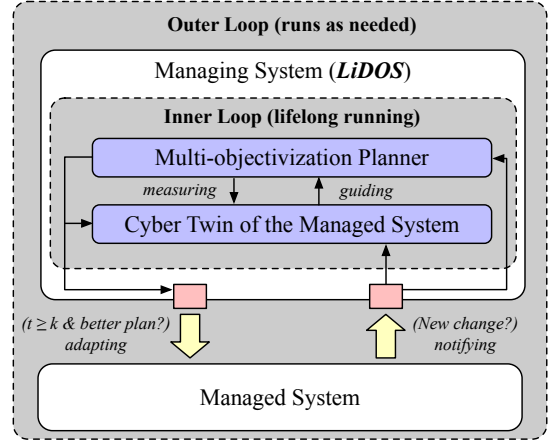 Outer Loop (runs as needed)
Managing System (LiDOS)
Inner Loop (lifelong running)
Multi-objectivization Planner
measuring
guiding
Cyber Twin of the Managed System
(t ≥ k & better plan?)
adapting
(New change?)
notifying
Managed System